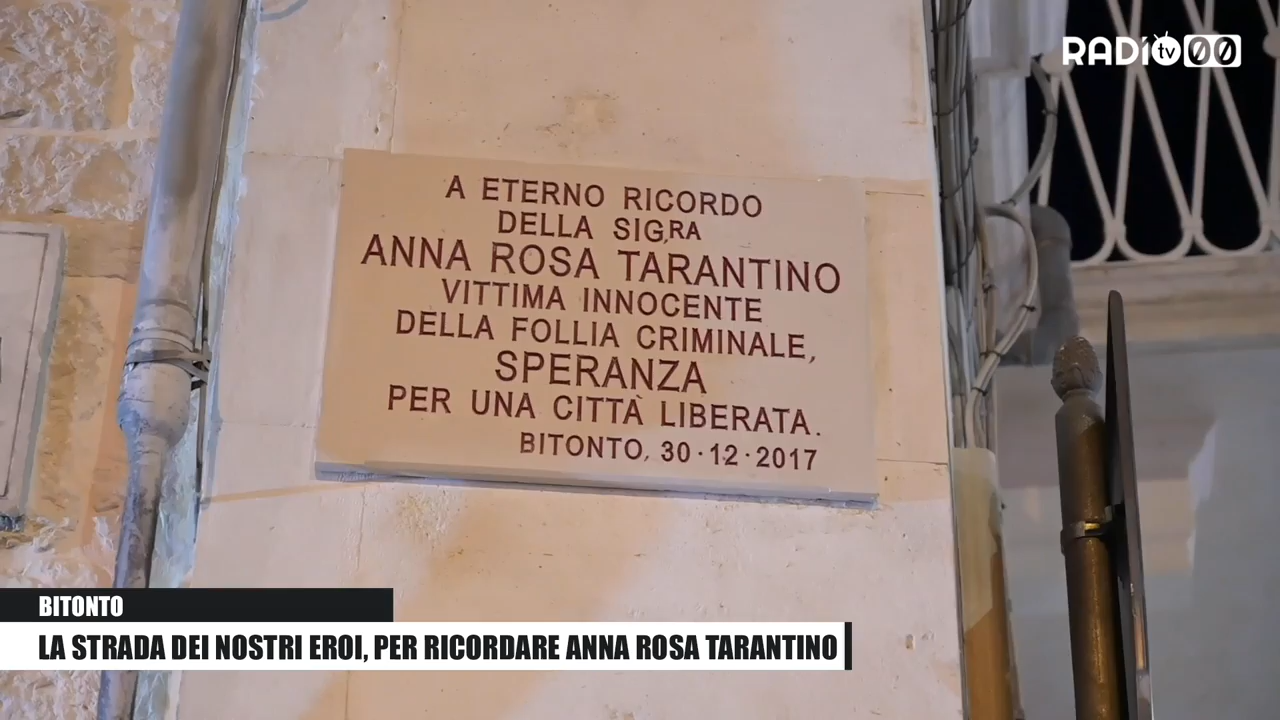 RADIO tv 00
A ETERNO RICORDO
DELLA SIG.RA
ANNA ROSA TARANTINO
VITTIMA INNOCENTE
DELLA FOLLIA CRIMINALE,
SPERANZA
PER UNA CITTÀ LIBERATA.
BITONTO, 30·12·2017
BITONTO
LA STRADA DEI NOSTRI EROI, PER RICORDARE ANNA ROSA TARANTINO